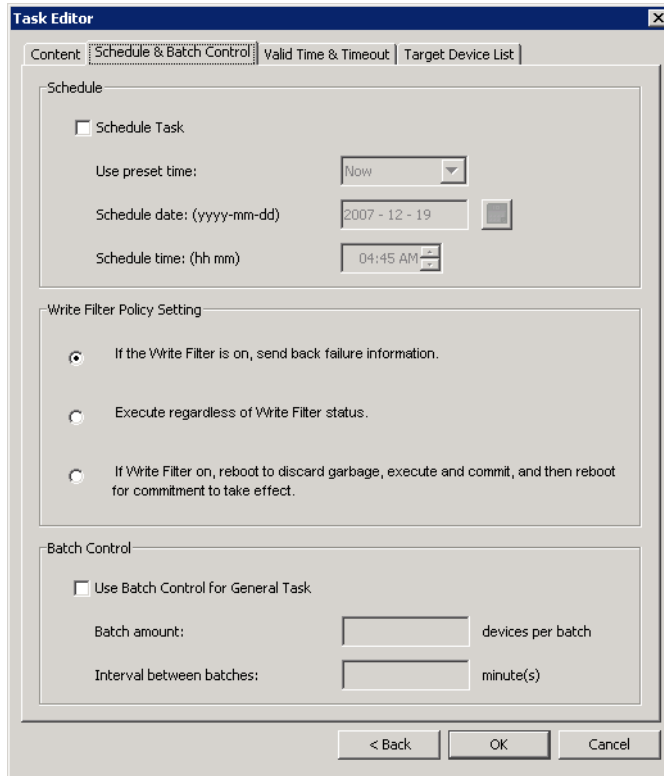 Task Editor
Content Schedule & Batch Control Valid Time & Timeout Target Device List
Schedule
Schedule Task
Use preset time: Now
Schedule date: (yyyy-mm-dd) 2007 - 12 - 19
Schedule time: (hh mm) 04:45 AM
Write Filter Policy Setting
If the Write Filter is on, send back failure information.
Execute regardless of Write Filter status.
If Write Filter on, reboot to discard garbage, execute and commit, and then reboot
for commitment to take effect.
Batch Control
Use Batch Control for General Task
Batch amount: devices per batch
Interval between batches: minute(s)
< Back OK Cancel